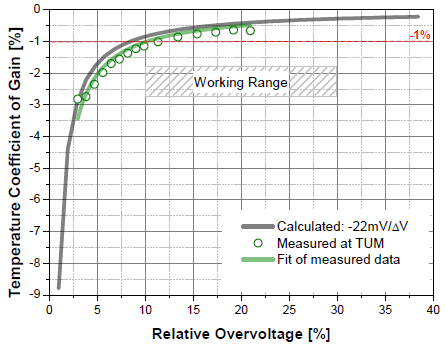 0
-1
-2
-3
-4
-5
-6
-7
-8
-9
Temperature Coefficient of Gain [%]
-1%
Working Range
Calculated: -22mV/ΔV
Measured at TUM
Fit of measured data
0 5 10 15 20 25 30 35 40
Relative Overvoltage [%]